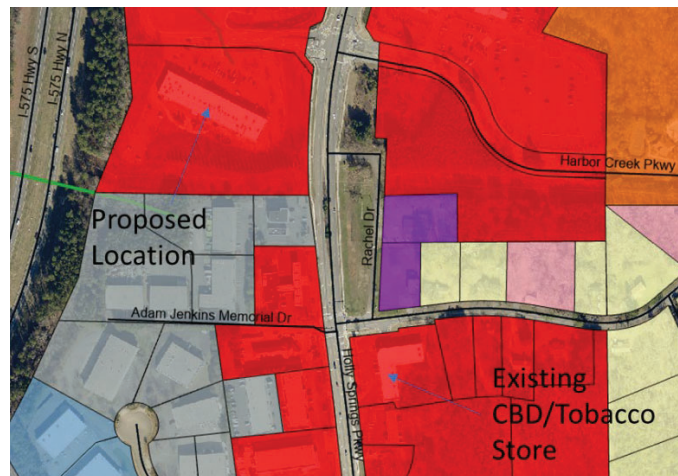 I-575 Hwy S
I-575 Hwy N
Harbor Creek Pkwy
Proposed
Location
Rachel Dr
Adam Jenkins Memorial Dr
Holly Springs Pkwy
Existing
CBD/Tobacco
Store